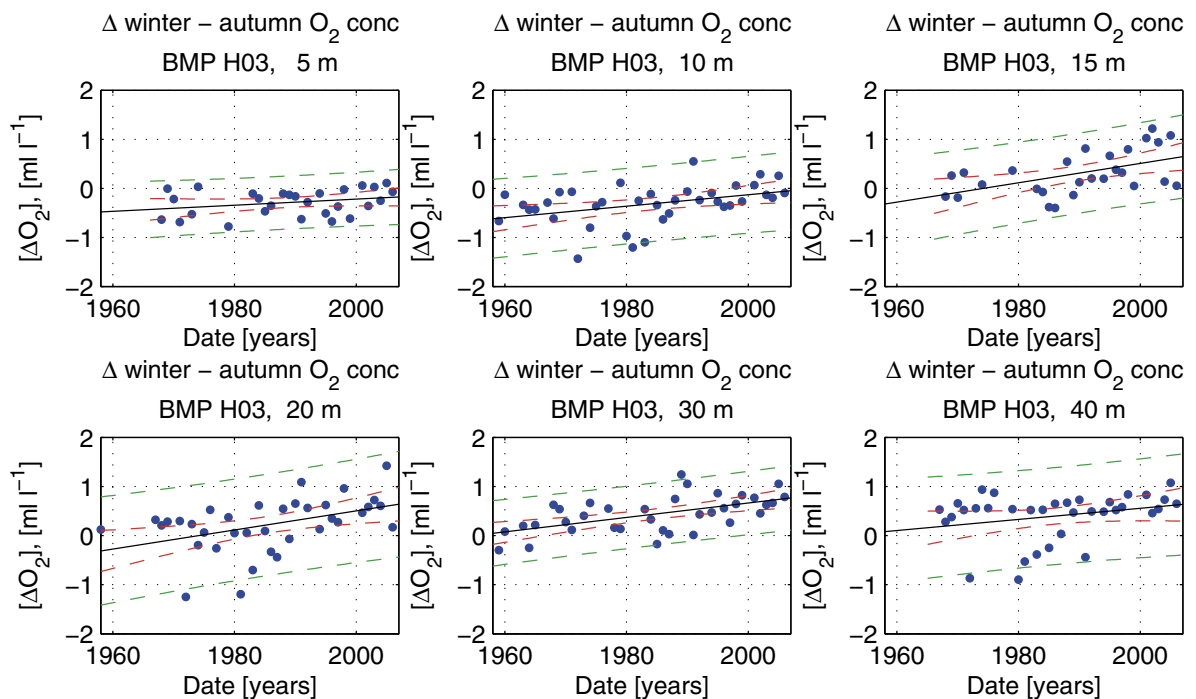 Δ winter − autumn O2 conc Δ winter − autumn O2 conc Δ winter − autumn O2 conc
BMP H03, 5 m BMP H03, 10 m BMP H03, 15 m
2 2 2
1 1 1
0 0 0
−1 −1 −1
−2 −2 −2
[ΔO2], [ml l−1] [ΔO2], [ml l−1] [ΔO2], [ml l−1]
1960 1980 2000 1960 1980 2000 1960 1980 2000
Date [years] Date [years] Date [years]
Δ winter − autumn O2 conc Δ winter − autumn O2 conc Δ winter − autumn O2 conc
BMP H03, 20 m BMP H03, 30 m BMP H03, 40 m
2 2 2
1 1 1
0 0 0
−1 −1 −1
−2 −2 −2
[ΔO2], [ml l−1] [ΔO2], [ml l−1] [ΔO2], [ml l−1]
1960 1980 2000 1960 1980 2000 1960 1980 2000
Date [years] Date [years] Date [years]